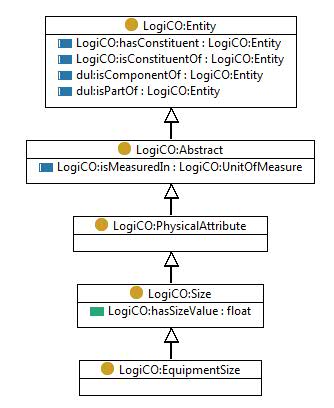 LogiCO:Entity
LogiCO:hasConstituent : LogiCO:Entity
LogiCO:isConstituentOf : LogiCO:Entity
dul:isComponentOf : LogiCO:Entity
dul:isPartOf : LogiCO:Entity
LogiCO:Abstract
LogiCO:isMeasuredIn : LogiCO:UnitOfMeasure
LogiCO:PhysicalAttribute
LogiCO:Size
LogiCO:hasSizeValue : float
LogiCO:EquipmentSize